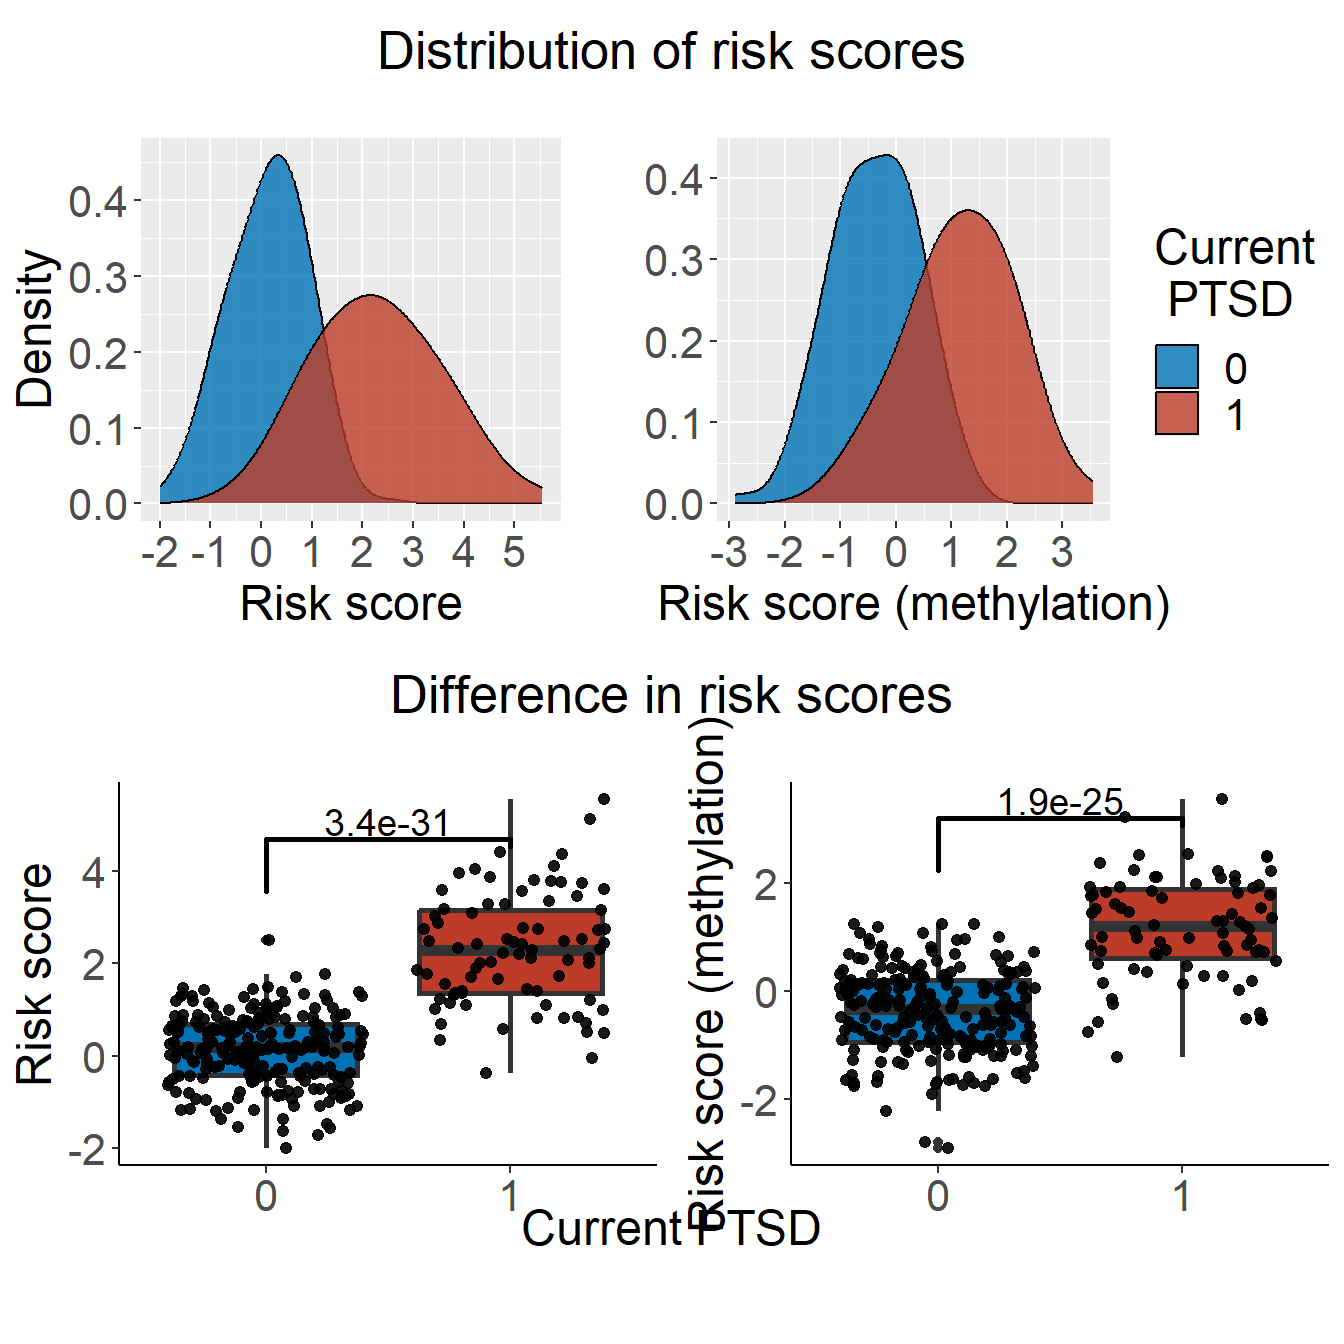 Distribution of risk scores
Density
0.4
0.3
0.2
0.1
0.0
-2 -1 0 1 2 3 4 5
Risk score
0.4
0.3
0.2
0.1
0.0
-3 -2 -1 0 1 2 3
Risk score (methylation)
Current
PTSD
0
1
Difference in risk scores
Risk score
4
2
0
-2
3.4e-31
0 1
Risk score (methylation)
2
0
-2
1.9e-25
0 1
Current PTSD